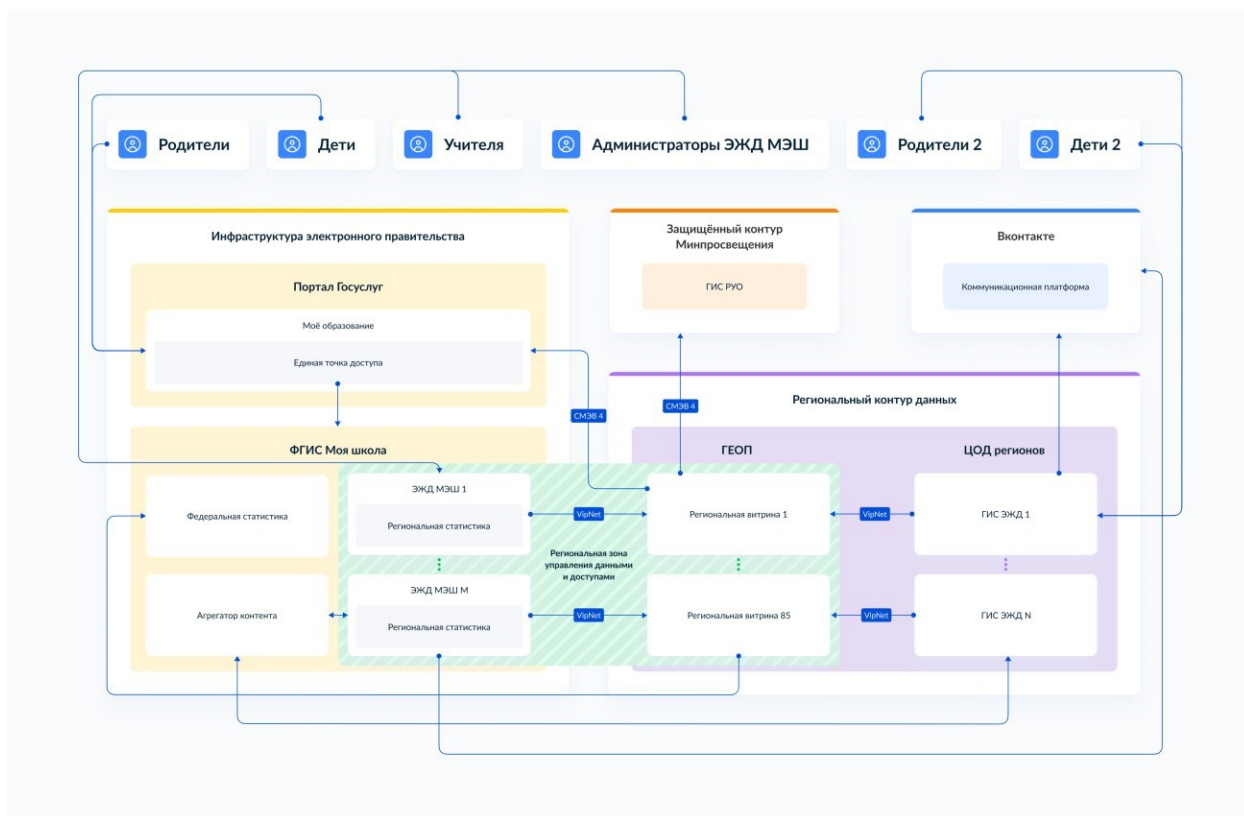 Родители
Дети
Учителя
Администраторы ЭЖД МЭШ
Родители 2
Дети 2
Инфраструктура электронного правительства
Защищённый контур
Минпросвещения
Вконтакте
Портал Госуслуг
ГИС РУО
Коммуникационная платформа
Моё образование
Единая точка доступа
Региональный контур данных
СМЭВ 4
СМЭВ 4
ФГИС Моя школа
ГЕОП
ЦОД регионов
ЭЖД МЭШ 1
Федеральная статистика
Региональная статистика
VipNet
Региональная витрина 1
VipNet
ГИС ЭЖД 1
Региональная зона
управления данными
и доступами
ЭЖД МЭШ М
Агрегатор контента
Региональная статистика
VipNet
Региональная витрина 85
VipNet
ГИС ЭЖД N